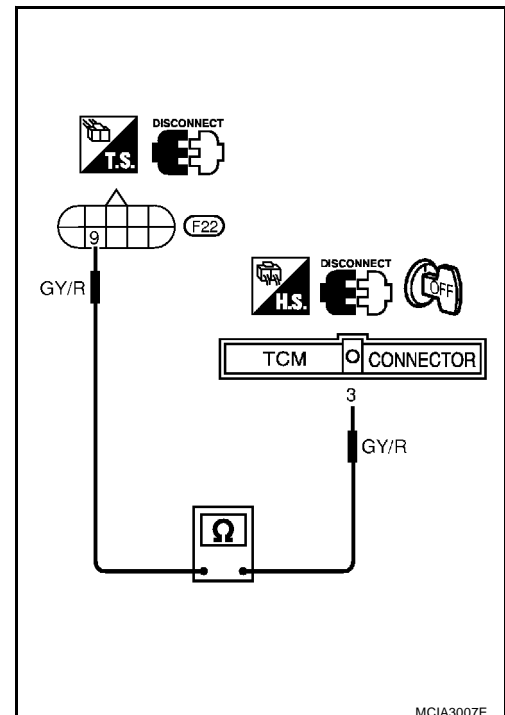 DISCONNECT
T.S.
9
F22
GY/R
DISCONNECT
H.S.
OFF
TCM CONNECTOR
3
GY/R
Ω
MCIA3007E